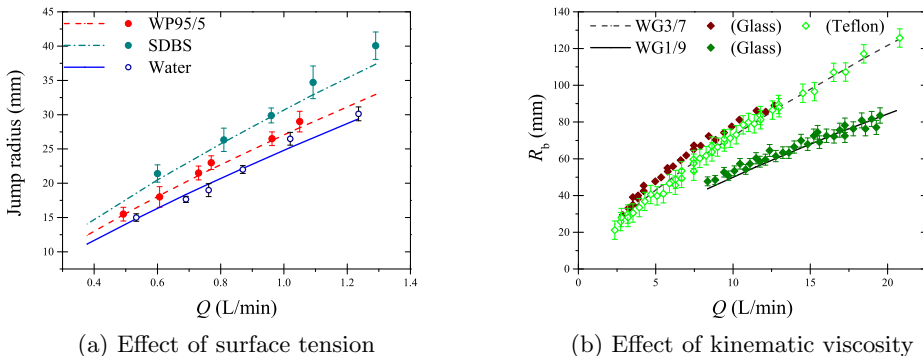 WP95/5
SDBS
Water
45
40
35
30
25
20
15
10
Jump radius (mm)
0.4 0.6 0.8 1.0 1.2 1.4
Q (L/min)
(a) Effect of surface tension
WG3/7 (Glass) (Teflon)
WG1/9 (Glass)
140
120
100
80
60
40
20
0
R_b (mm)
0 5 10 15 20
Q (L/min)
(b) Effect of kinematic viscosity